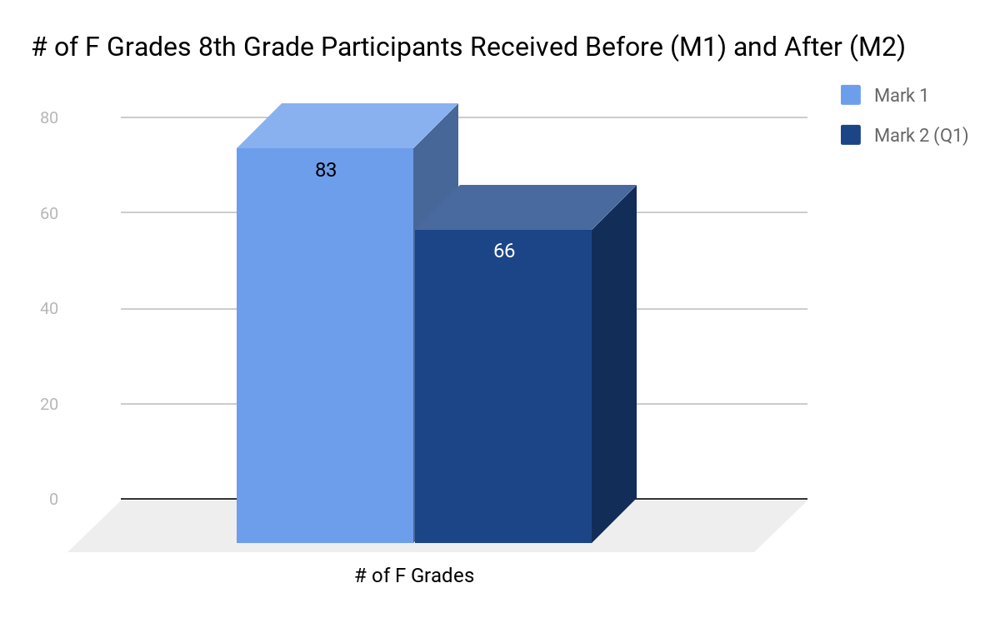 # of F Grades 8th Grade Participants Received Before (M1) and After (M2)
Mark 1
Mark 2 (Q1)
80
60
40
20
0
83
66
# of F Grades